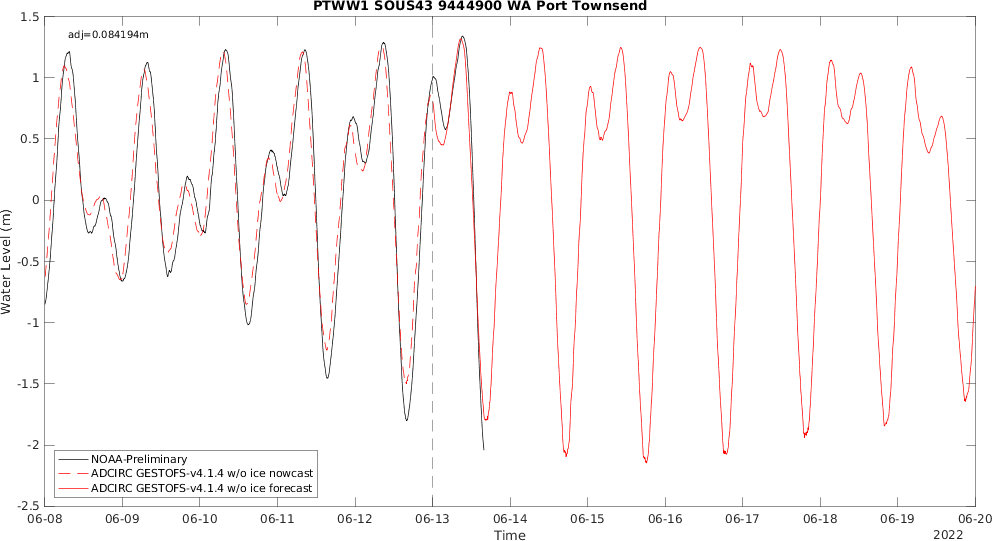 PTWW1 SOUS43 9444900 WA Port Townsend
adj=0.084194m
1.5
1
0.5
0
-0.5
-1
-1.5
-2
-2.5
Water Level (m)
NOAA-Preliminary
ADCIRC GESTOFS-v4.1.4 w/o ice nowcast
ADCIRC GESTOFS-v4.1.4 w/o ice forecast
06-08 06-09 06-10 06-11 06-12 06-13 06-14 06-15 06-16 06-17 06-18 06-19 06-20
Time
2022